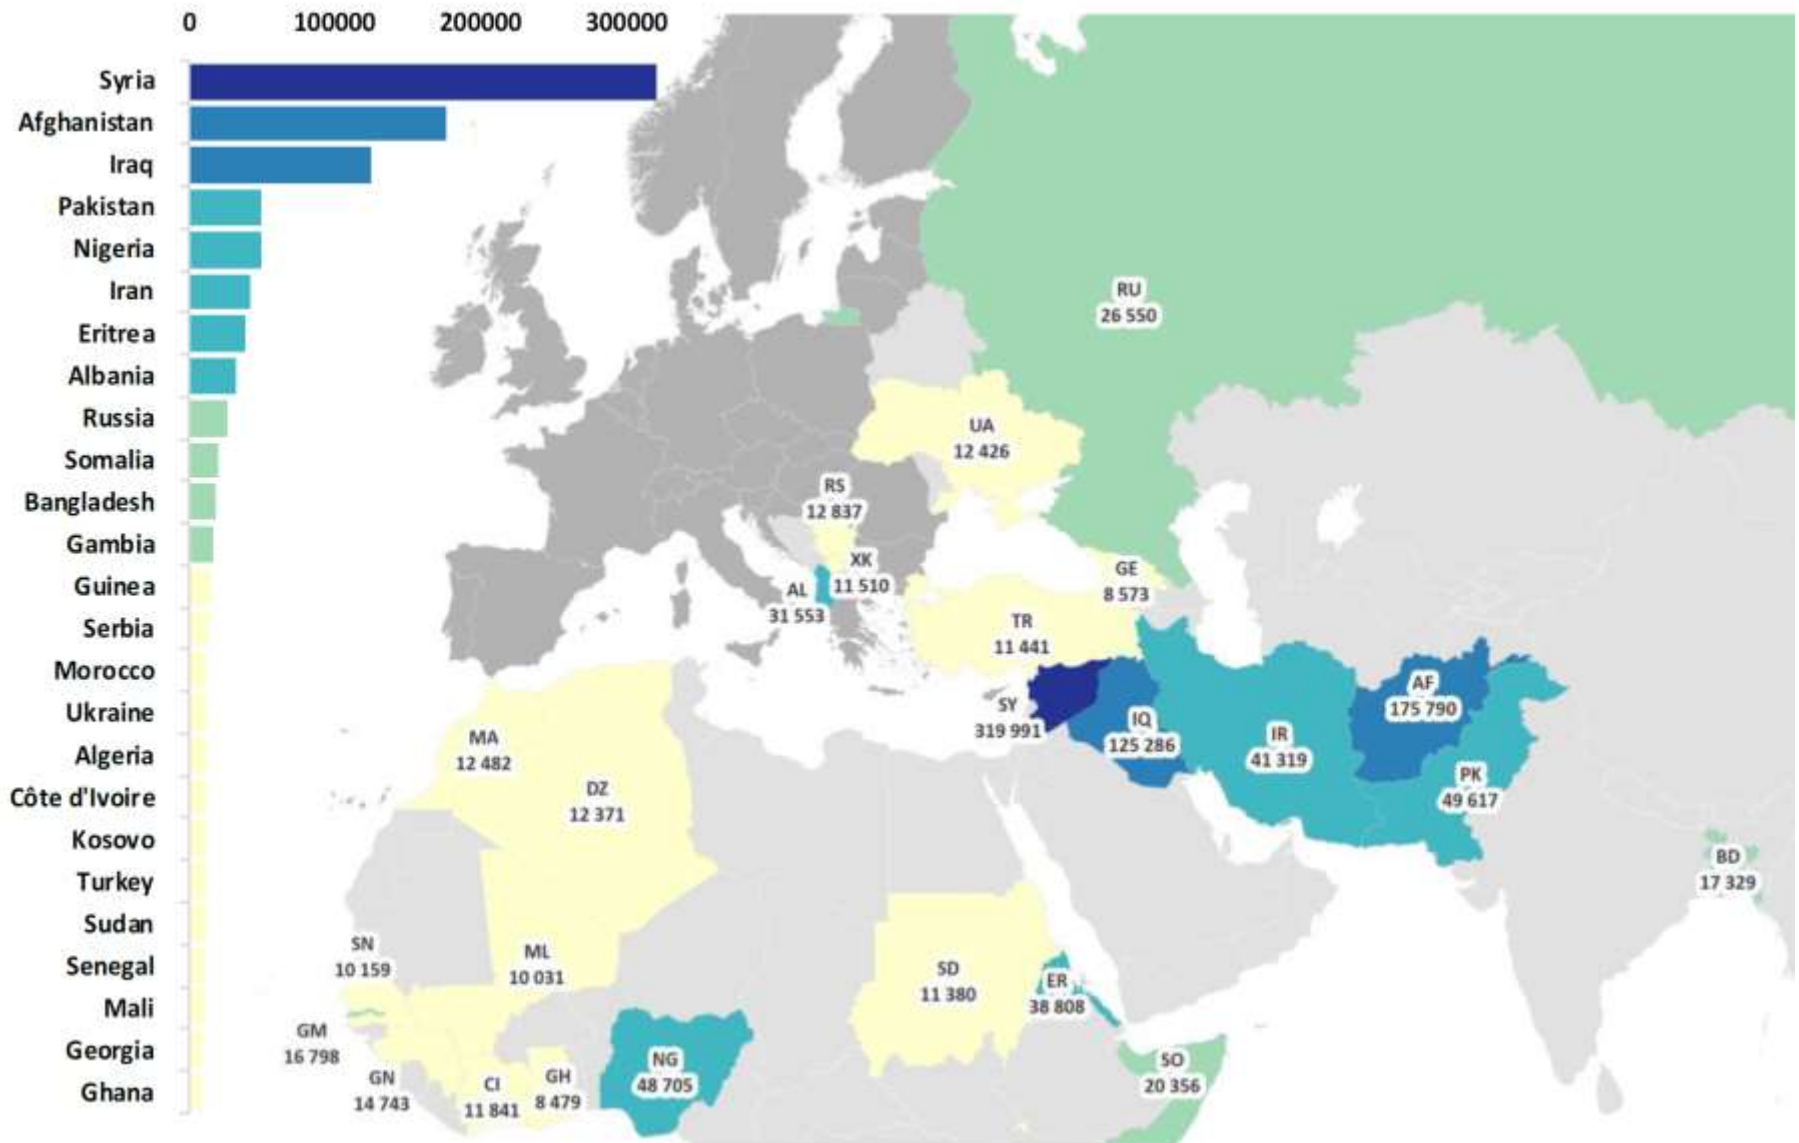 0 100000 200000 300000
Syria
Afghanistan
Iraq
Pakistan
Nigeria
Iran
Eritrea
Albania
Russia
Somalia
Bangladesh
Gambia
Guinea
Serbia
Morocco
Ukraine
Algeria
Côte d'Ivoire
Kosovo
Turkey
Sudan
Senegal
Mali
Georgia
Ghana
RU
26 550
UA
12 426
RS
12 837
XK
11 510
AL
31 553
GE
8 573
TR
11 441
SY
319 991
IQ
125 286
IR
41 319
AF
175 790
PK
49 617
BD
17 329
MA
12 482
DZ
12 371
SN
10 159
ML
10 031
SD
11 380
ER
38 808
GM
16 798
GN
14 743
CI
11 841
GH
8 479
NG
48 705
SO
20 356